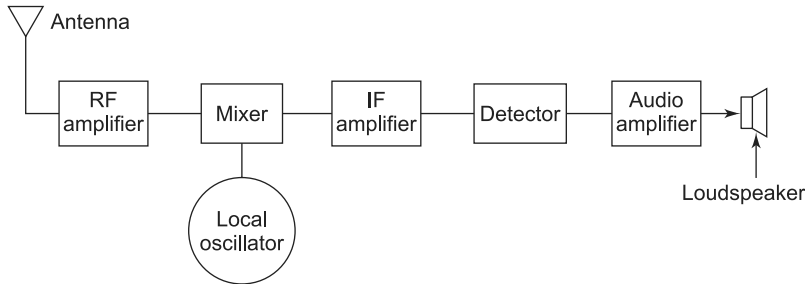 Antenna
RF
amplifier
Mixer
IF
amplifier
Detector
Audio
amplifier
Local
oscillator
Loudspeaker